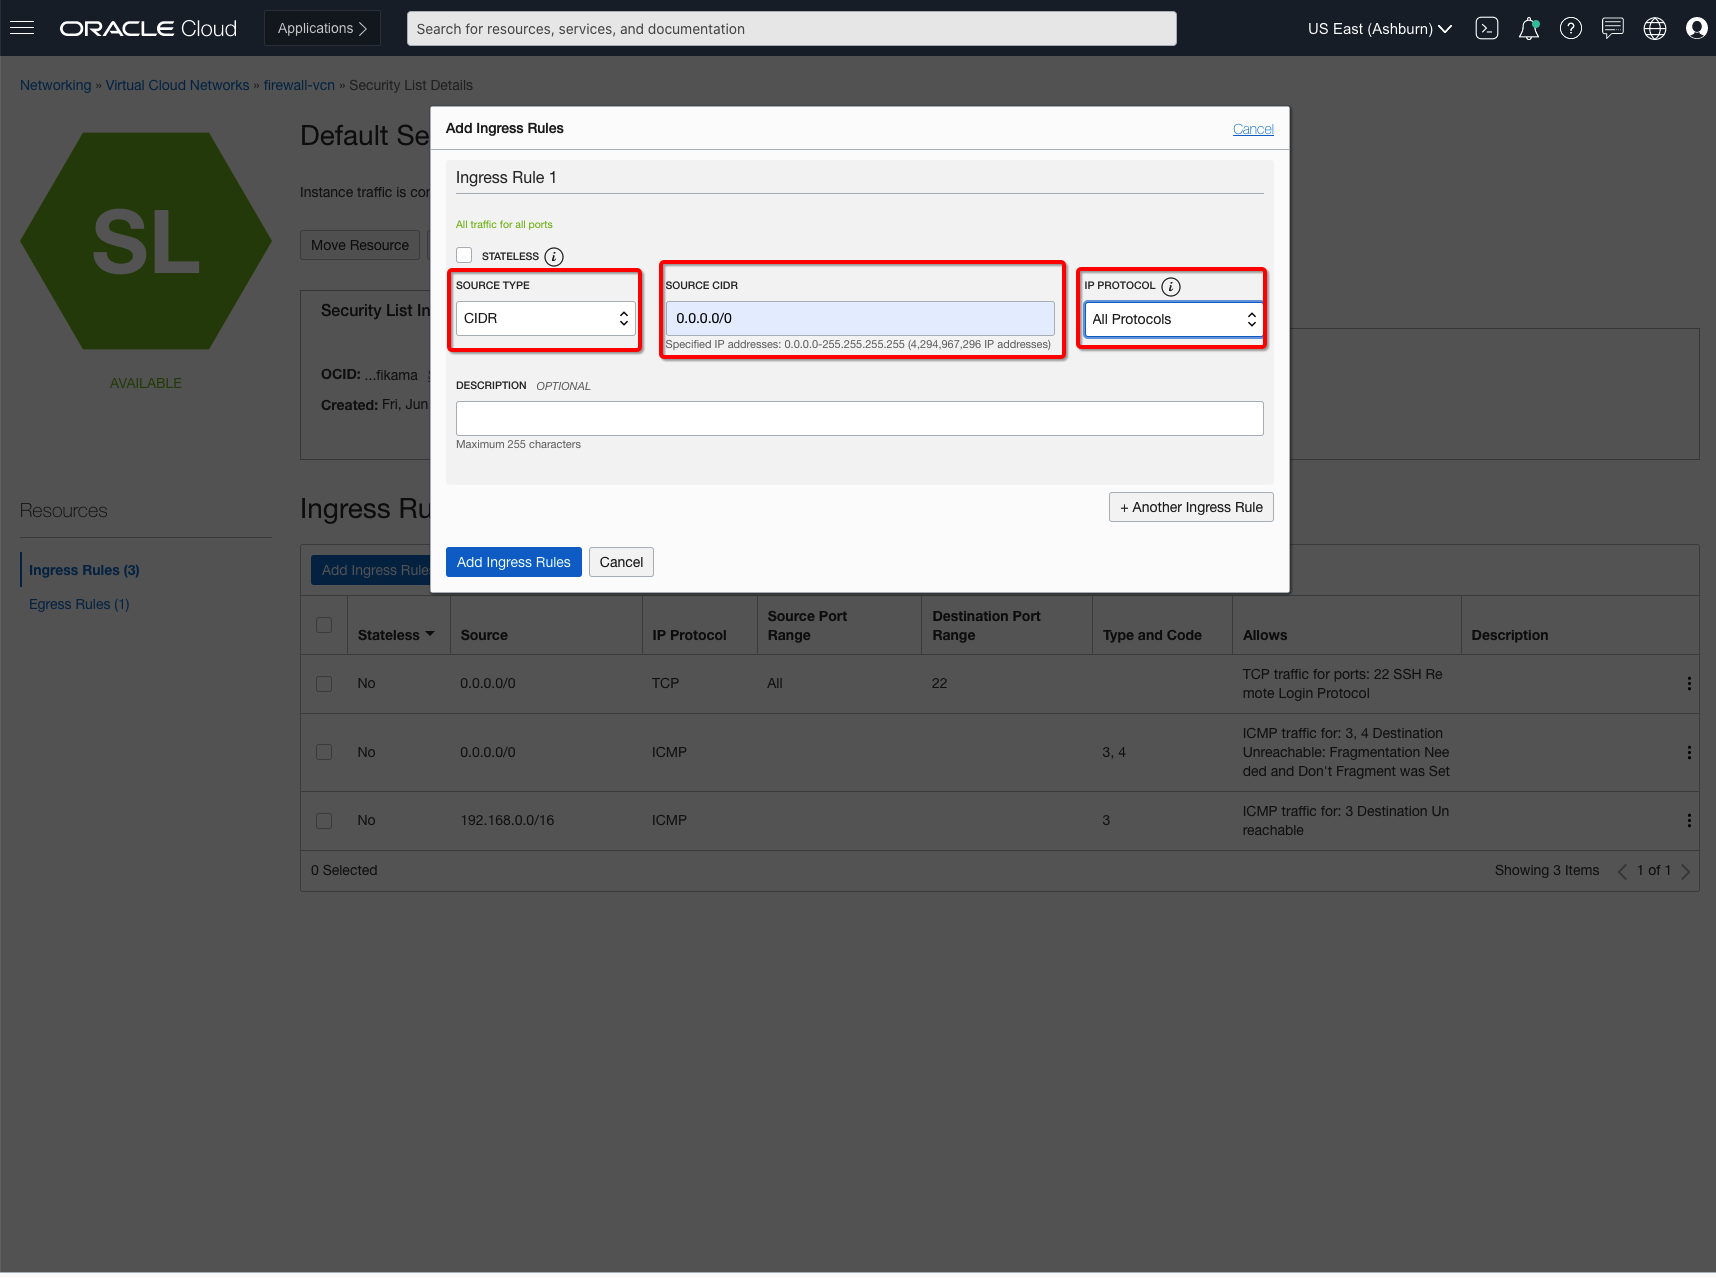 ORACLE Cloud
Applications
Search for resources, services, and documentation
US East (Ashburn)
Networking » Virtual Cloud Networks » firewall-vcn » Security List Details
SL
AVAILABLE
Default Se
Instance traffic is con
Move Resource
Security List In
OCID: ...fikama
Created: Fri, Jun
Add Ingress Rules
Cancel
Ingress Rule 1
All traffic for all ports
STATELESS
SOURCE TYPE
CIDR
SOURCE CIDR
0.0.0.0/0
Specified IP addresses: 0.0.0.0-255.255.255.255 (4,294,967,296 IP addresses)
IP PROTOCOL
All Protocols
DESCRIPTION OPTIONAL
Maximum 255 characters
+ Another Ingress Rule
Add Ingress Rules
Cancel
Resources
Ingress Rules (3)
Egress Rules (1)
Ingress Ru
Add Ingress Rule
Stateless Source IP Protocol Source Port Range Destination Port Range Type and Code Allows Description
No 0.0.0.0/0 TCP All 22 TCP traffic for ports: 22 SSH Re
mote Login Protocol
No 0.0.0.0/0 ICMP 3, 4 ICMP traffic for: 3, 4 Destination
Unreachable: Fragmentation Nee
ded and Don't Fragment was Set
No 192.168.0.0/16 ICMP 3 ICMP traffic for: 3 Destination Un
reachable
0 Selected
Showing 3 Items
1 of 1